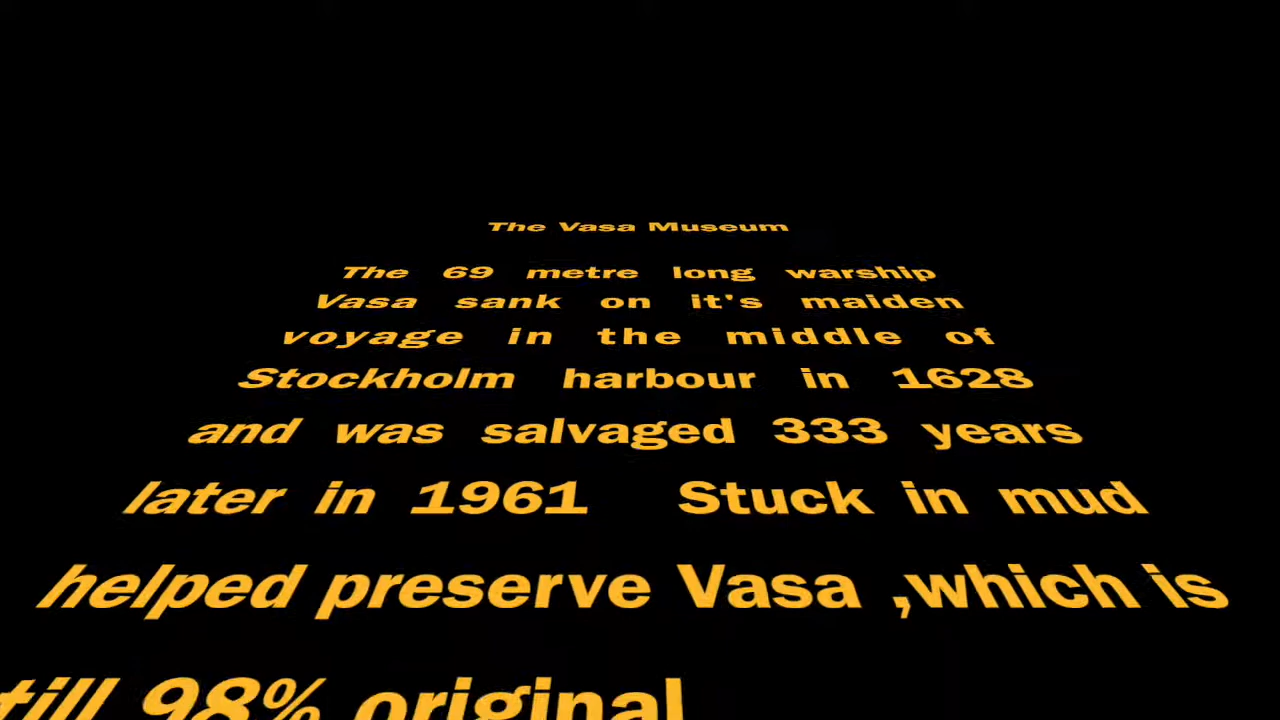 The Vasa Museum
The 69 metre long warship
Vasa sank on it's maiden
voyage in the middle of
Stockholm harbour in 1628
and was salvaged 333 years
later in 1961 Stuck in mud
helped preserve Vasa ,which is
98% original